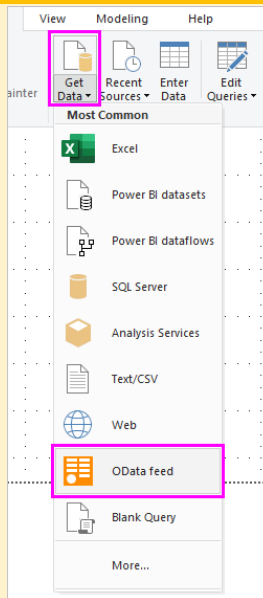 View Modeling Help
ainter
Get Data
Recent Sources
Enter Data
Edit Queries
Most Common
Excel
Power BI datasets
Power BI dataflows
SQL Server
Analysis Services
Text/CSV
Web
OData feed
Blank Query
More...